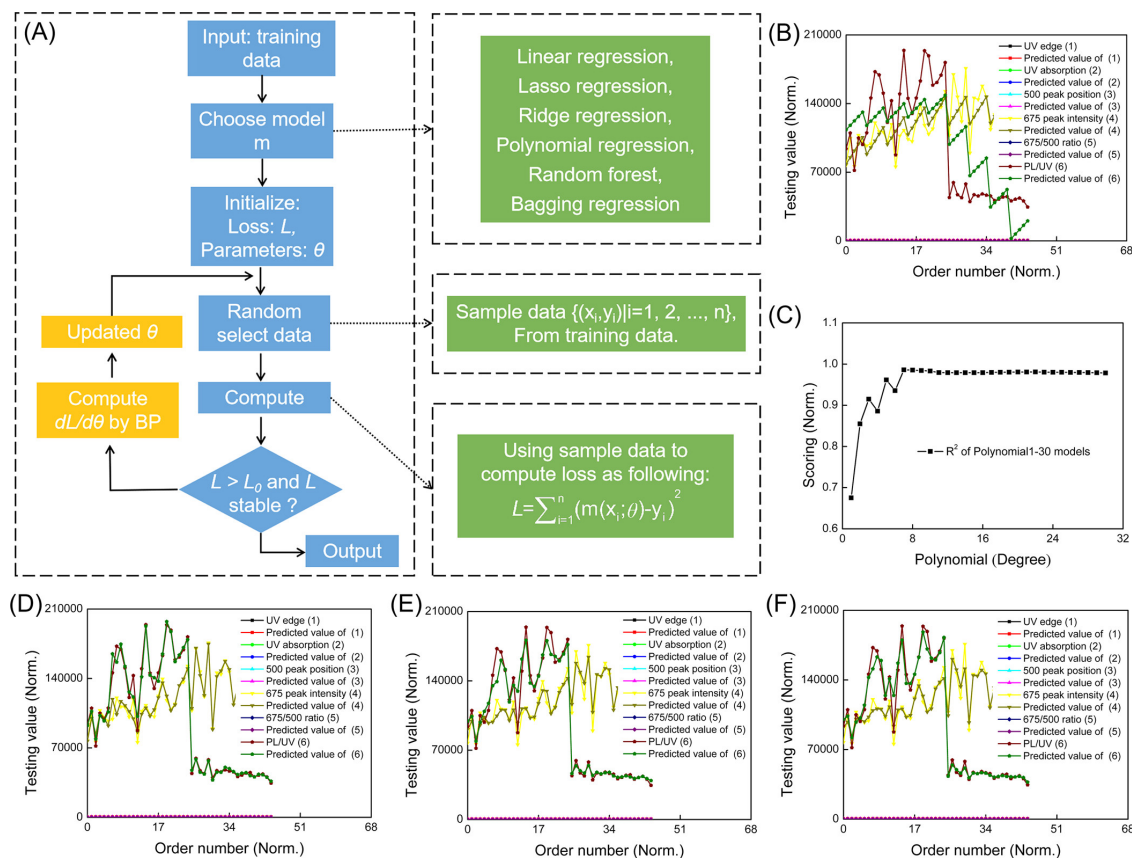 (A)
Input: training
data
Choose model
m
Initialize:
Loss: L,
Parameters: θ
Random
select data
Compute
L > L₀ and L
stable ?
Output
Updated θ
Compute
dL/dθ by BP
Linear regression,
Lasso regression,
Ridge regression,
Polynomial regression,
Random forest,
Bagging regression
Sample data {(xᵢ,yᵢ)|i=1, 2, ..., n},
From training data.
Using sample data to
compute loss as following:
L=∑ᵢ₌₁ⁿ(m(xᵢ;θ)-yᵢ)²
(B)
210000
140000
70000
0
Testing value (Norm.)
0 17 34 51 68
Order number (Norm.)
UV edge (1)
Predicted value of (1)
UV absorption (2)
Predicted value of (2)
500 peak position (3)
Predicted value of (3)
675 peak intensity (4)
Predicted value of (4)
675/500 ratio (5)
Predicted value of (5)
PL/UV (6)
Predicted value of (6)
(C)
1.1
1.0
0.9
0.8
0.7
0.6
Scoring (Norm.)
R² of Polynomial1-30 models
0 8 16 24 32
Polynomial (Degree)
(D)
210000
140000
70000
0
Testing value (Norm.)
0 17 34 51 68
Order number (Norm.)
UV edge (1)
Predicted value of (1)
UV absorption (2)
Predicted value of (2)
500 peak position (3)
Predicted value of (3)
675 peak intensity (4)
Predicted value of (4)
675/500 ratio (5)
Predicted value of (5)
PL/UV (6)
Predicted value of (6)
(E)
210000
140000
70000
0
Testing value (Norm.)
0 17 34 51 68
Order number (Norm.)
UV edge (1)
Predicted value of (1)
UV absorption (2)
Predicted value of (2)
500 peak position (3)
Predicted value of (3)
675 peak intensity (4)
Predicted value of (4)
675/500 ratio (5)
Predicted value of (5)
PL/UV (6)
Predicted value of (6)
(F)
210000
140000
70000
0
Testing value (Norm.)
0 17 34 51 68
Order number (Norm.)
UV edge (1)
Predicted value of (1)
UV absorption (2)
Predicted value of (2)
500 peak position (3)
Predicted value of (3)
675 peak intensity (4)
Predicted value of (4)
675/500 ratio (5)
Predicted value of (5)
PL/UV (6)
Predicted value of (6)